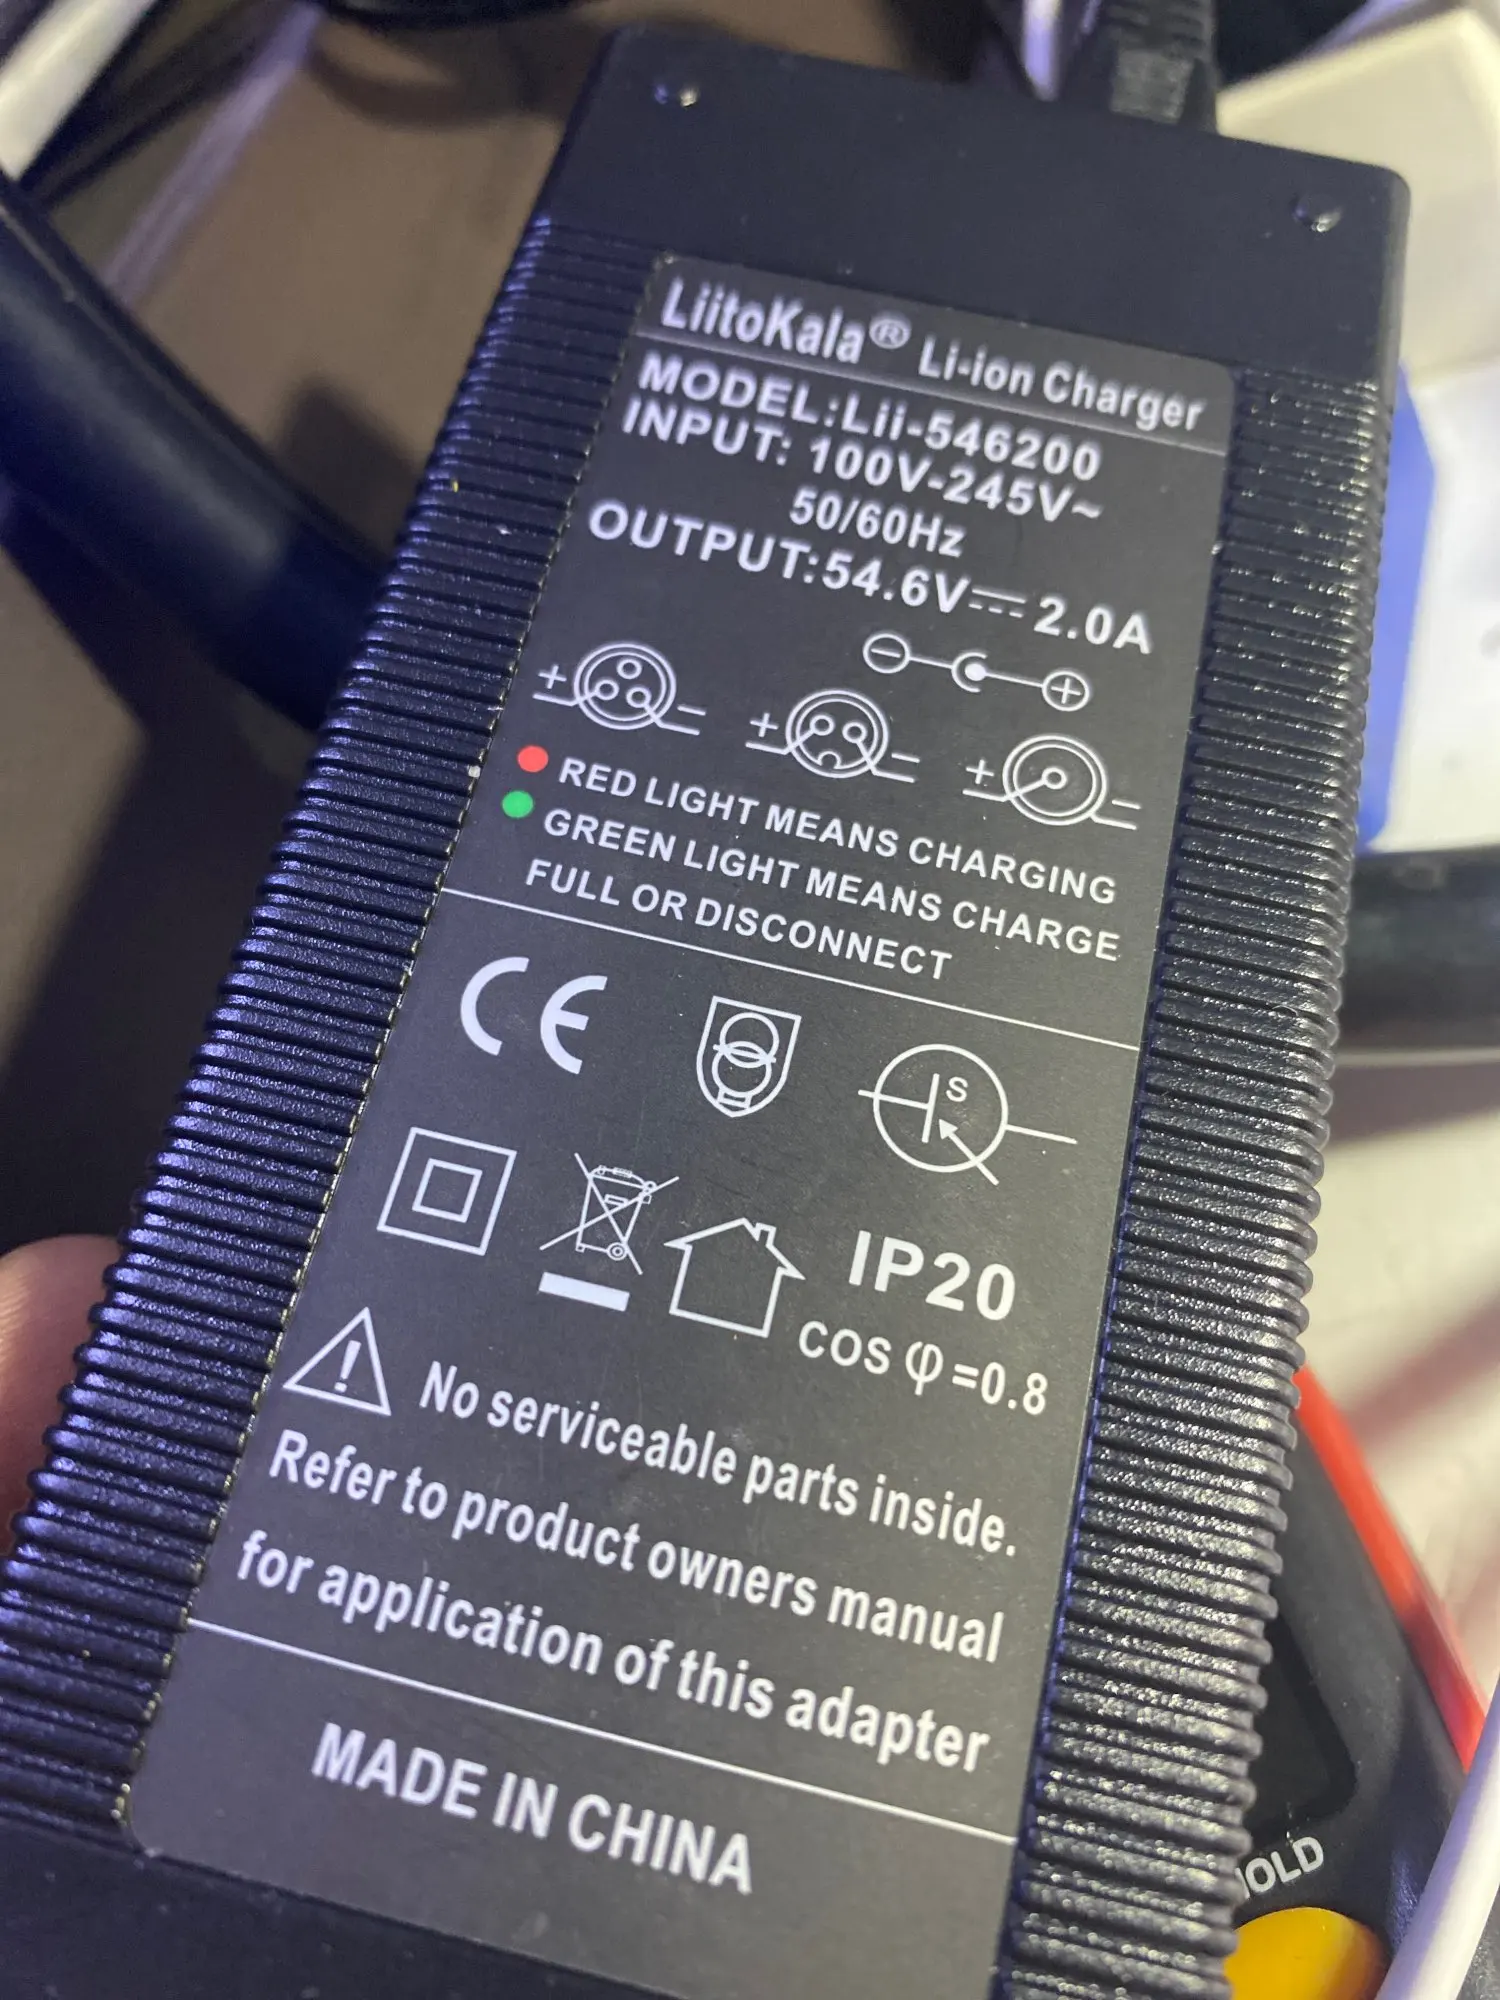 LiitoKala® Li-ion Charger
MODEL:Lii-546200
INPUT: 100V-245V~
50/60Hz
OUTPUT:54.6V⎓2.0A
RED LIGHT MEANS CHARGING
GREEN LIGHT MEANS CHARGE
FULL OR DISCONNECT
CE
S
IP20
cos φ=0.8
No serviceable parts inside.
Refer to product owners manual
for application of this adapter
MADE IN CHINA